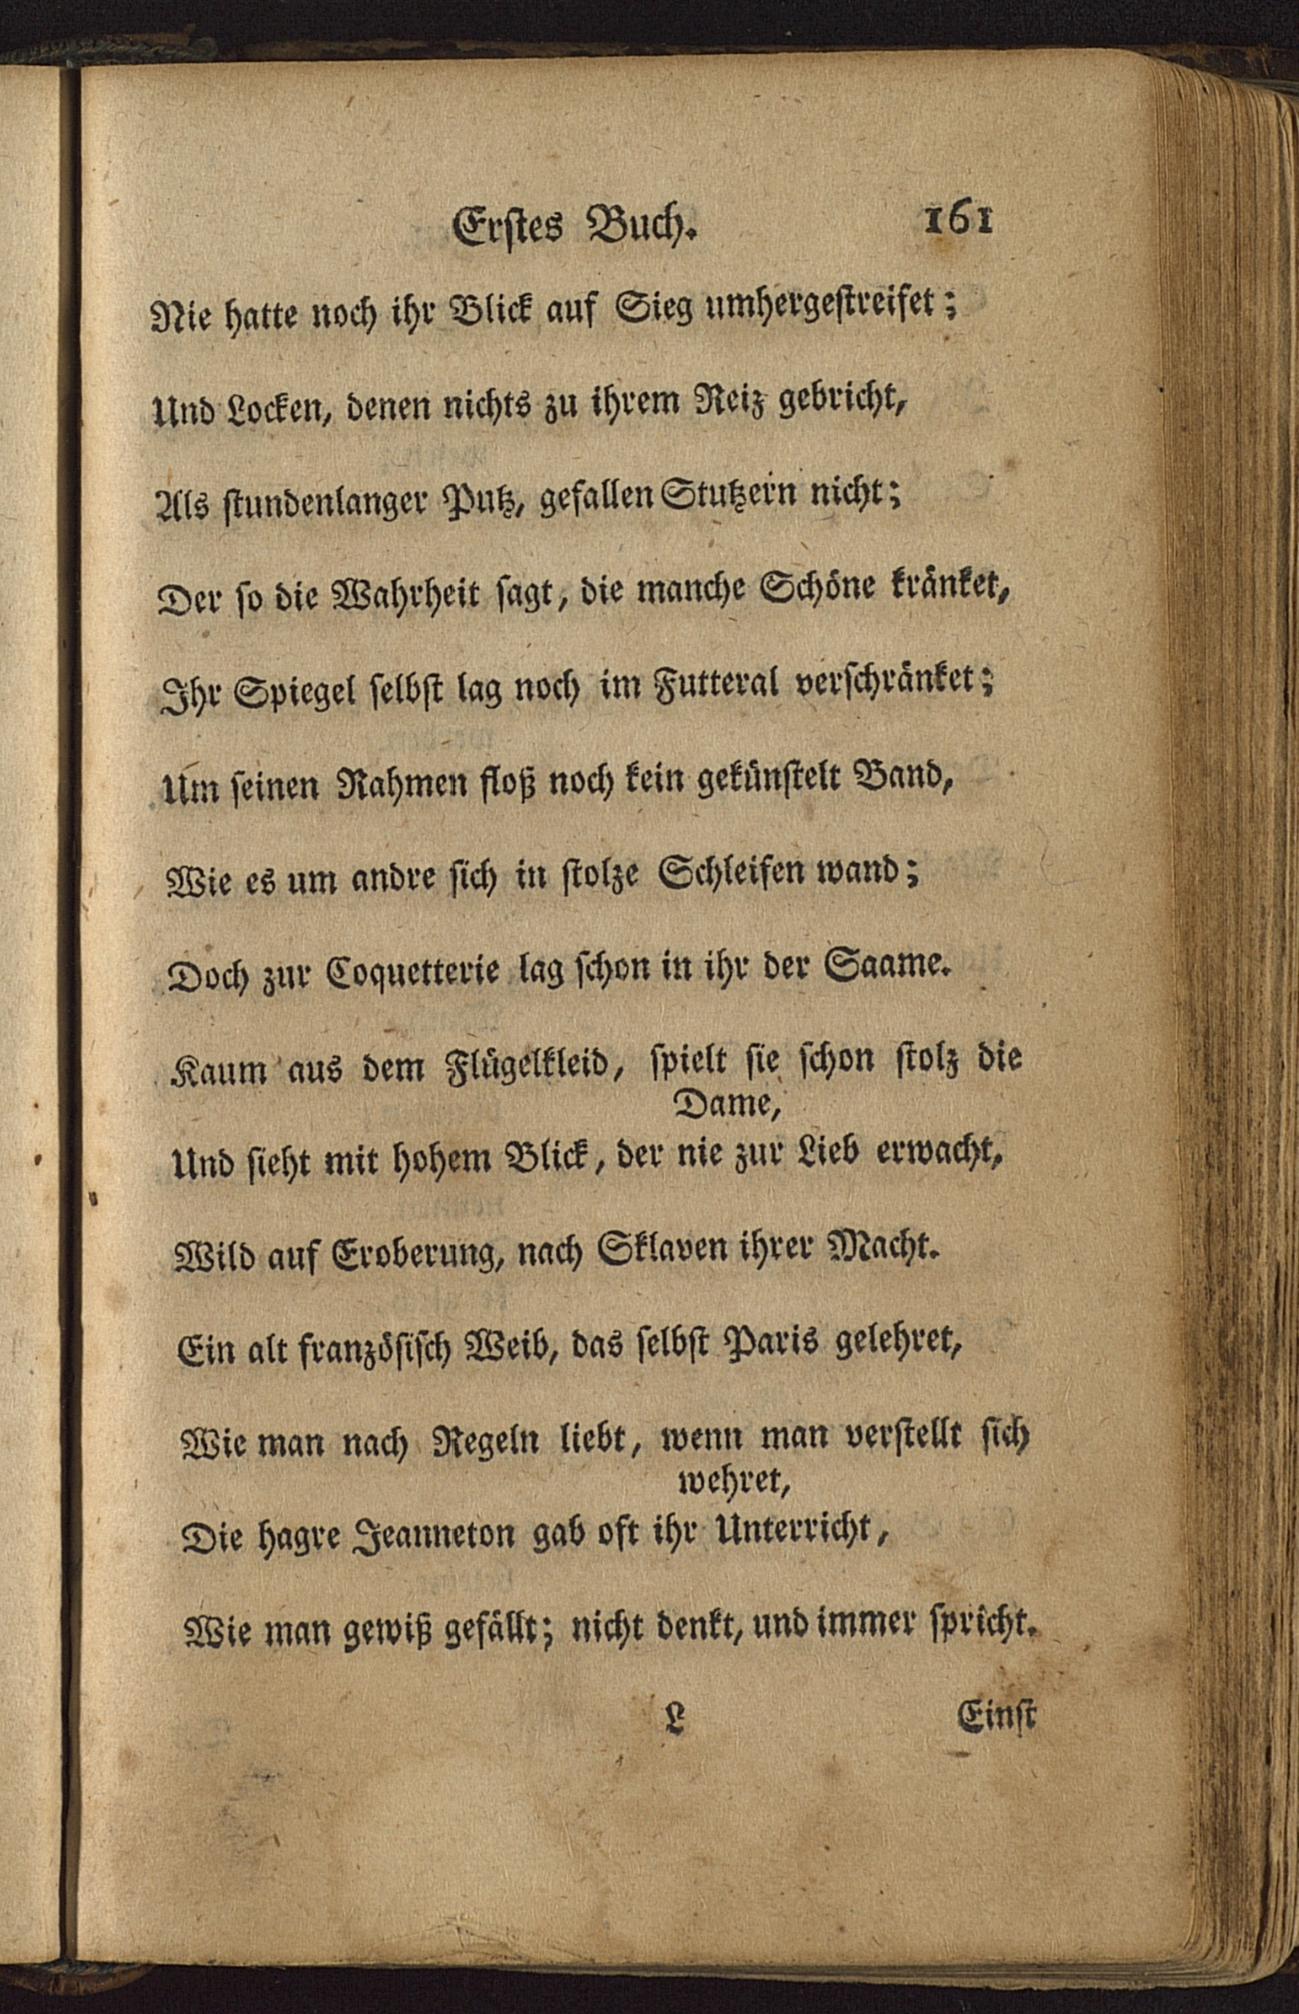 Erstes Buch. 161
Nie hatte noch ihr Blick auf Sieg umhergestreifet;
Und Locken, denen nichts zu ihrem Reiz gebricht,
Als stundenlanger Putz, gefallen Stutzern nicht;
Der so die Wahrheit sagt, die manche Schöne kränket,
Ihr Spiegel selbst lag noch im Futteral verschränket;
Um seinen Rahmen floß noch kein gekünstelt Band,
Wie es um andre sich in stolze Schleifen wand;
Doch zur Coquetterie lag schon in ihr der Saame.
Kaum aus dem Flügelkleid, spielt sie schon stolz die
Dame,
Und sieht mit hohem Blick, der nie zur Lieb erwacht,
Wild auf Eroberung, nach Sklaven ihrer Macht.
Ein alt französisch Weib, das selbst Paris gelehret,
Wie man nach Regeln liebt, wenn man verstellt sich
wehret,
Die hagre Jeanneton gab oft ihr Unterricht,
Wie man gewiß gefällt; nicht denkt, und immer spricht.
L Einst